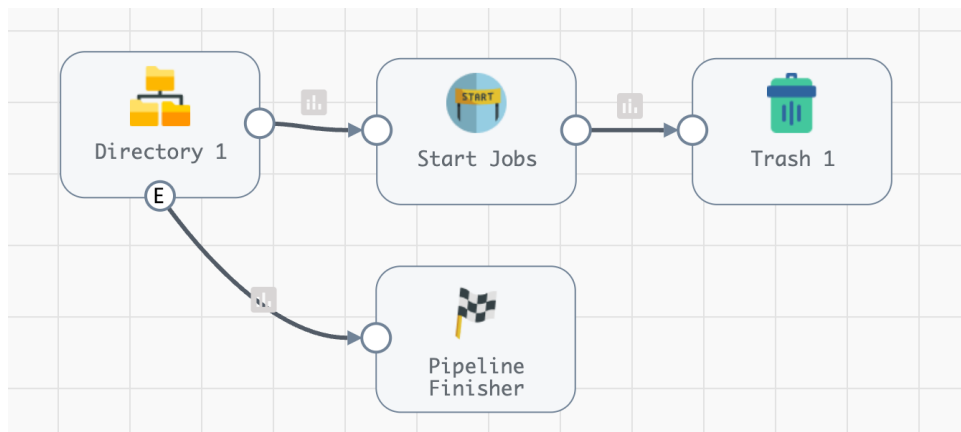 START
Directory 1
Start Jobs
Trash 1
E
Pipeline
Finisher